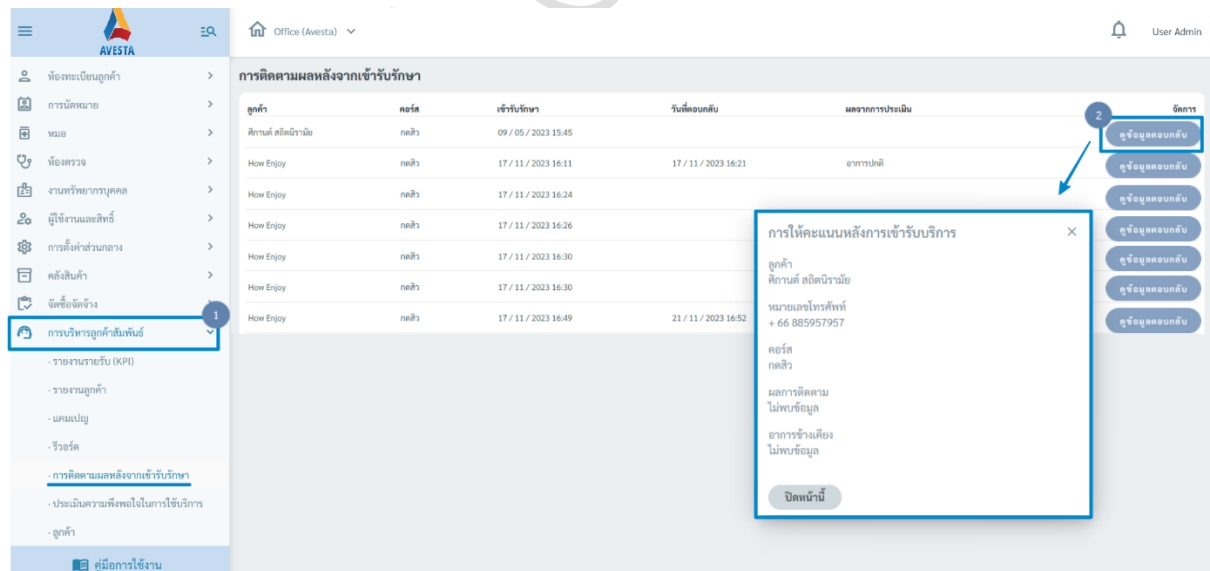 AVESTA
Office (Avesta)
User Admin
ห้องทะเบียนลูกค้า
การนัดหมาย
หมอ
ห้องตรวจ
งานทรัพยากรบุคคล
ผู้ใช้งานและสิทธิ์
การตั้งค่าส่วนกลาง
คลังสินค้า
จัดซื้อจัดจ้าง
1
การบริหารลูกค้าสัมพันธ์
· รายงานรายรับ (KPI)
· รายงานลูกค้า
· แคมเปญ
· รีวอร์ด
· การติดตามผลหลังจากเข้ารับรักษา
· ประเมินความพึงพอใจในการใช้บริการ
· ลูกค้า
คู่มือการใช้งาน
การติดตามผลหลังจากเข้ารับรักษา
ลูกค้า คอร์ส เข้ารับรักษา วันที่ตอบกลับ ผลจากการประเมิน จัดการ
2
ศิกานต์ สถิตนิรามัย กดสิว 09 / 05 / 2023 15:45 ดูข้อมูลตอบกลับ
How Enjoy กดสิว 17 / 11 / 2023 16:11 17 / 11 / 2023 16:21 อาการปกติ ดูข้อมูลตอบกลับ
How Enjoy กดสิว 17 / 11 / 2023 16:24 ดูข้อมูลตอบกลับ
How Enjoy กดสิว 17 / 11 / 2023 16:26 ดูข้อมูลตอบกลับ
How Enjoy กดสิว 17 / 11 / 2023 16:30 ดูข้อมูลตอบกลับ
How Enjoy กดสิว 17 / 11 / 2023 16:30 ดูข้อมูลตอบกลับ
How Enjoy กดสิว 17 / 11 / 2023 16:49 21 / 11 / 2023 16:52 ดูข้อมูลตอบกลับ
การให้คะแนนหลังการเข้ารับบริการ
ลูกค้า
ศิกานต์ สถิตนิรามัย
หมายเลขโทรศัพท์
+ 66 885957957
คอร์ส
กดสิว
ผลการติดตาม
ไม่พบข้อมูล
อาการข้างเคียง
ไม่พบข้อมูล
ปิดหน้านี้